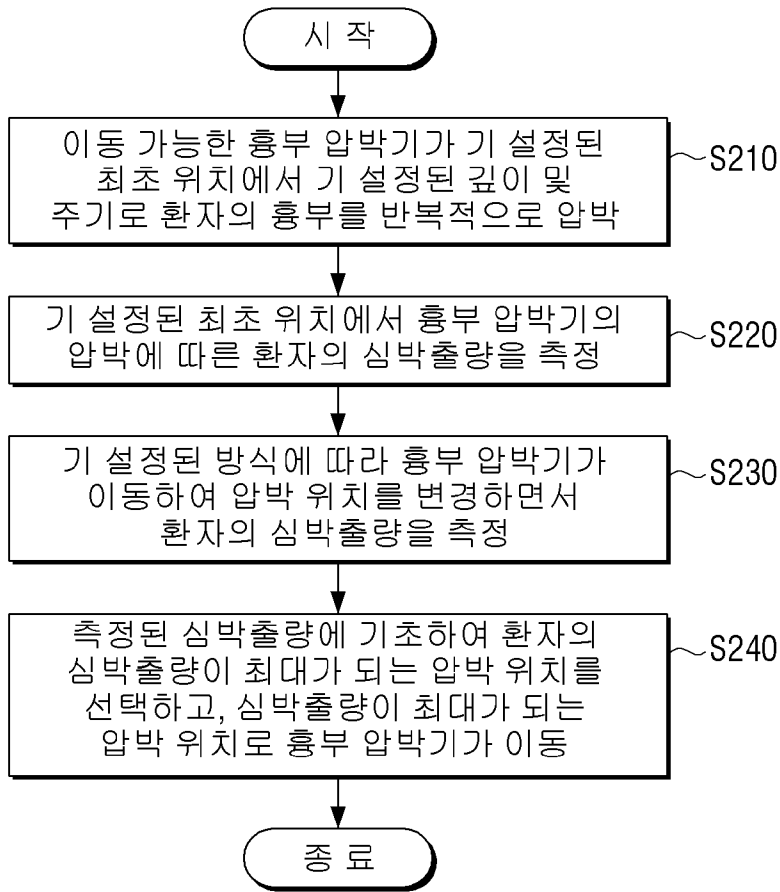 시 작
이동 가능한 흉부 압박기가 기 설정된
최초 위치에서 기 설정된 깊이 및
주기로 환자의 흉부를 반복적으로 압박
S210
기 설정된 최초 위치에서 흉부 압박기의
압박에 따른 환자의 심박출량을 측정
S220
기 설정된 방식에 따라 흉부 압박기가
이동하여 압박 위치를 변경하면서
환자의 심박출량을 측정
S230
측정된 심박출량에 기초하여 환자의
심박출량이 최대가 되는 압박 위치를
선택하고, 심박출량이 최대가 되는
압박 위치로 흉부 압박기가 이동
S240
종 료